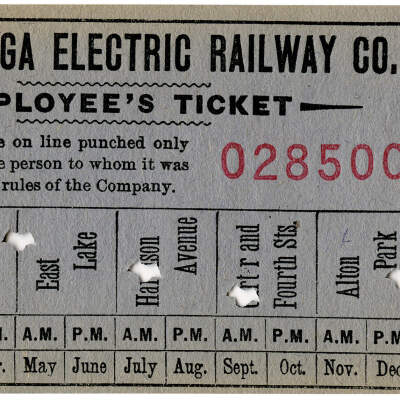 GA ELECTRIC RAILWAY CO.
PLOYEE'S TICKET
on line punched only
person to whom it was
rules of the Company.
028500
East Lake
Avenue
and Fourth Sts.
Alton Park
A.M. P.M. A.M. P.M. A.M. P.M. A.M. P.M.
May June July Aug. Sept. Oct. Nov. Dec